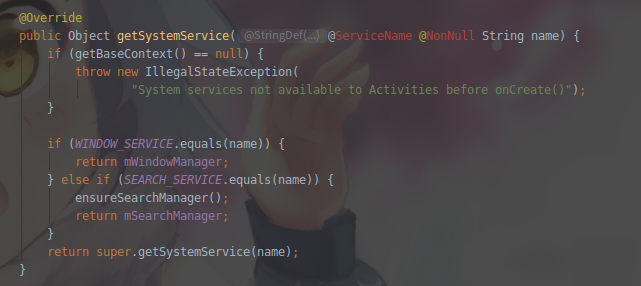 @Override
public Object getSystemService( @StringDef(...) @ServiceName @NonNull String name) {
    if (getBaseContext() == null) {
        throw new IllegalStateException(
                "System services not available to Activities before onCreate()");
    }

    if (WINDOW_SERVICE.equals(name)) {
        return mWindowManager;
    } else if (SEARCH_SERVICE.equals(name)) {
        ensureSearchManager();
        return mSearchManager;
    }
    return super.getSystemService(name);
}